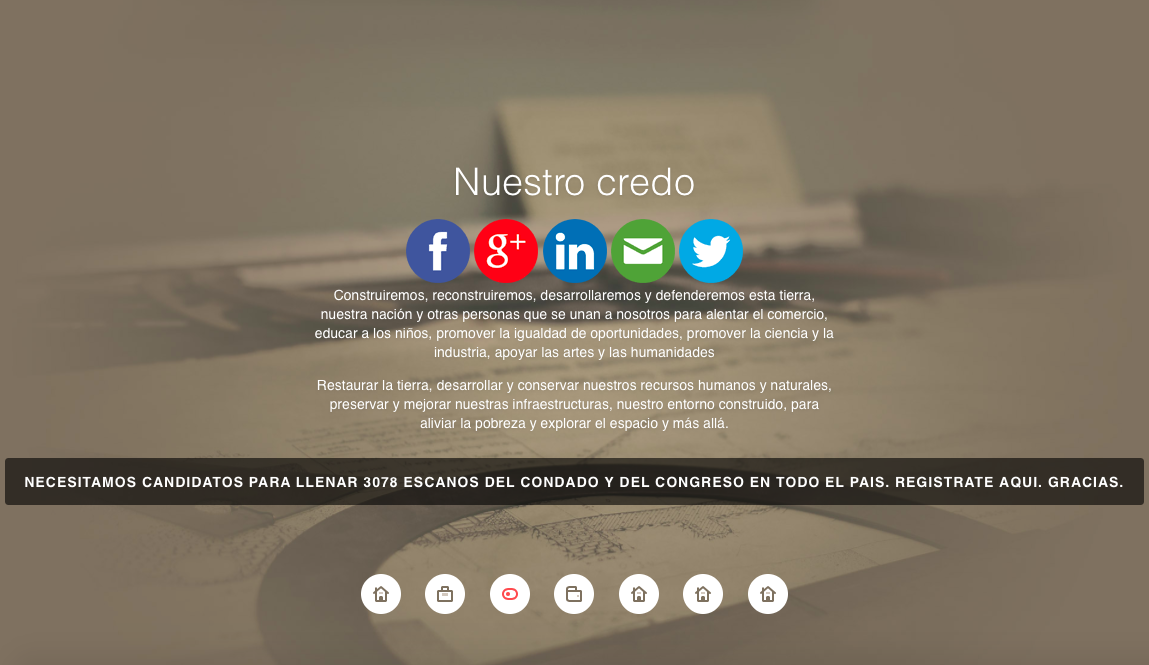 Nuestro credo
f g+ in
Construiremos, reconstruiremos, desarrollaremos y defenderemos esta tierra,
nuestra nación y otras personas que se unan a nosotros para alentar el comercio,
educar a los niños, promover la igualdad de oportunidades, promover la ciencia y la
industria, apoyar las artes y las humanidades
Restaurar la tierra, desarrollar y conservar nuestros recursos humanos y naturales,
preservar y mejorar nuestras infraestructuras, nuestro entorno construido, para
aliviar la pobreza y explorar el espacio y más allá.
NECESITAMOS CANDIDATOS PARA LLENAR 3078 ESCANOS DEL CONDADO Y DEL CONGRESO EN TODO EL PAIS. REGISTRATE AQUI. GRACIAS.